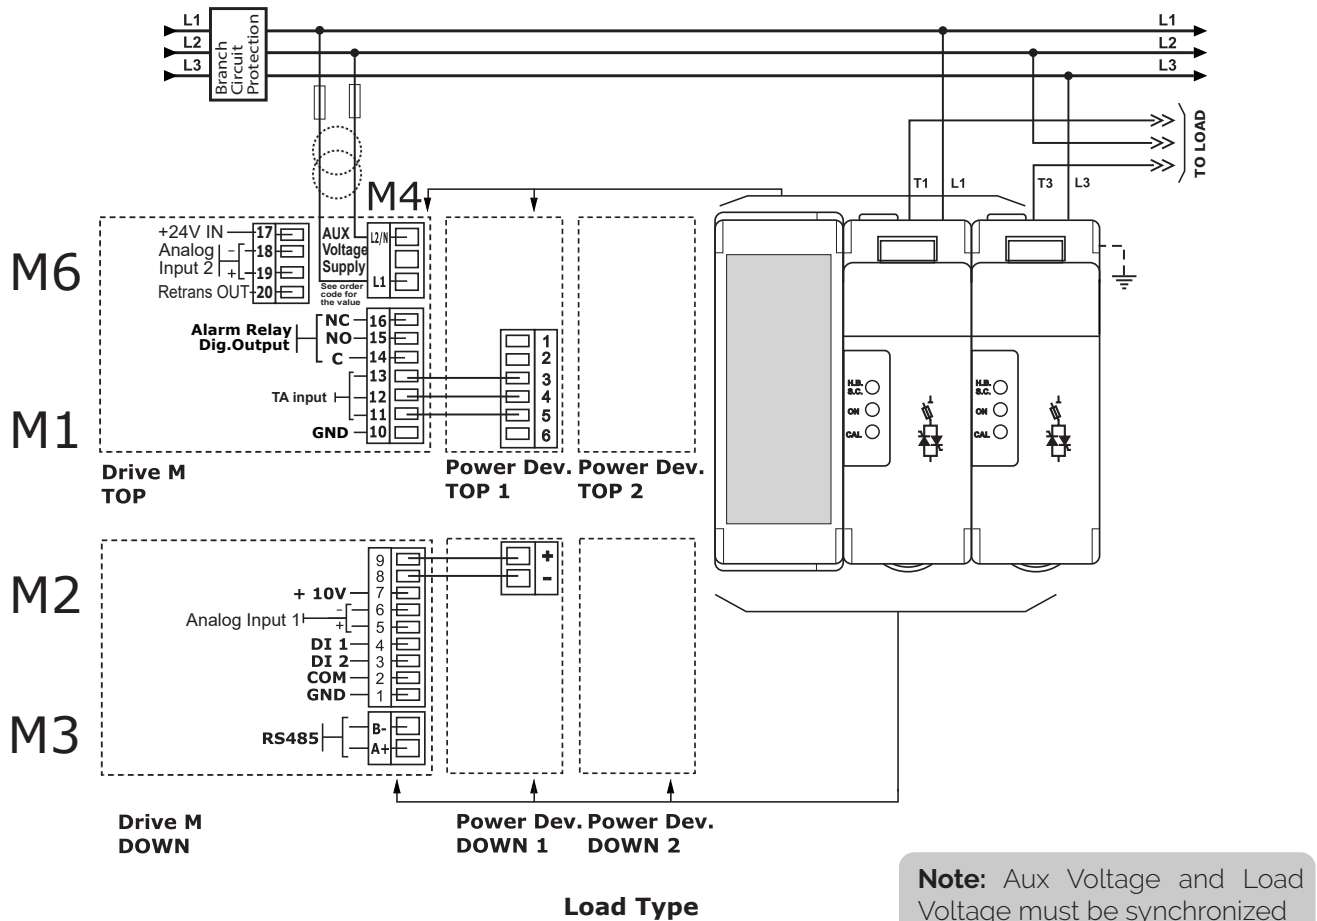 L1
L2
L3
Branch
Circuit
Protection
L1
L2
L3
TO LOAD
T1
L1
T3
L3
M4
M6
+24V IN
17
Analog
Input 2
-
18
+
19
Retrans OUT
20
AUX
Voltage
Supply
See order
code for
the value
L2/N
L1
Alarm Relay
Dig.Output
NC
16
NO
15
C
14
13
TA input
12
11
GND
10
M1
1
2
3
4
5
6
Drive M
TOP
Power Dev.
TOP 1
Power Dev.
TOP 2
H.B.
S.C.
ON
CAL
H.B.
S.C.
ON
CAL
M2
9
8
+ 10V
7
Analog Input 1
-
6
+
5
DI 1
4
DI 2
3
COM
2
GND
1
+
-
M3
RS485
B-
A+
Drive M
DOWN
Power Dev.
DOWN 1
Power Dev.
DOWN 2
Load Type
Note: Aux Voltage and Load
Voltage must be synchronized